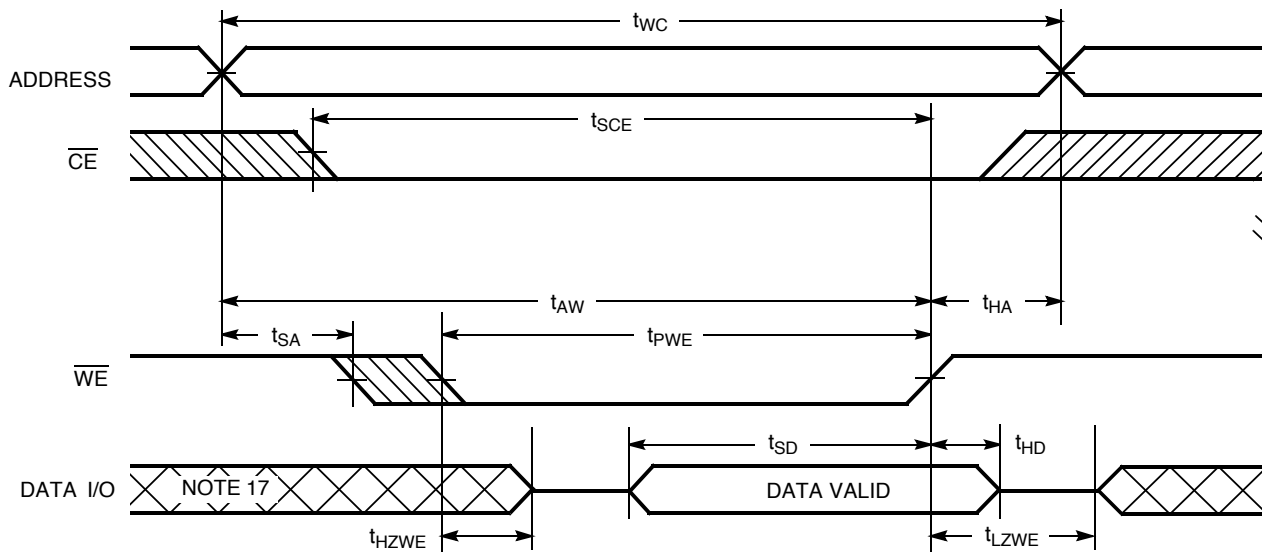 tWC
ADDRESS
tSCE
CE
tAW
tHA
tSA
tPWE
WE
tSD
tHD
DATA I/O
NOTE 17
DATA VALID
tHZWE
tLZWE